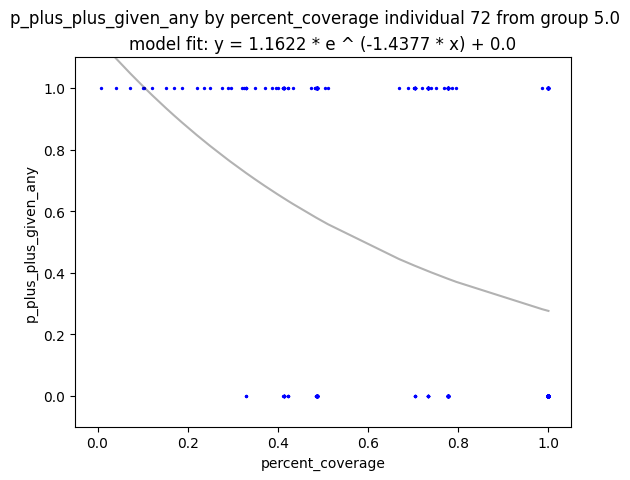 p_plus_plus_given_any by percent_coverage individual 72 from group 5.0
model fit: y = 1.1622 * e ^ (-1.4377 * x) + 0.0
1.0
0.8
0.6
0.4
0.2
0.0
p_plus_plus_given_any
0.0 0.2 0.4 0.6 0.8 1.0
percent_coverage